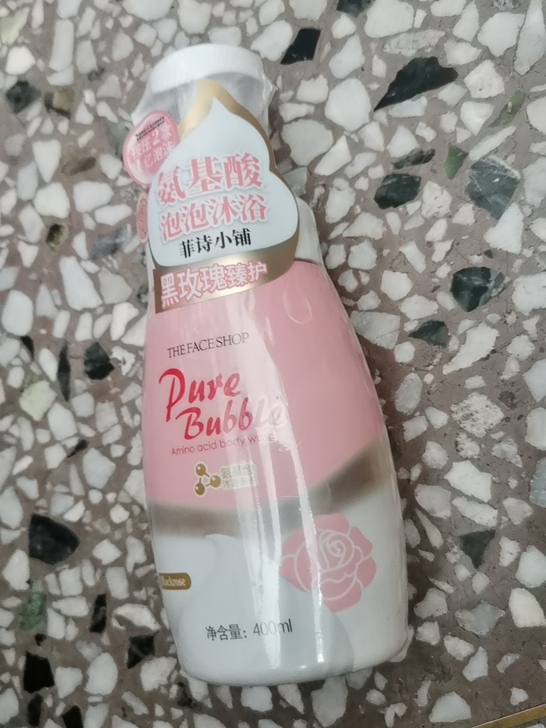 氨基酸
泡泡沐浴
菲诗小铺
黑玫瑰臻护
THE FACE SHOP
Pure
Bubble
Amino acid body wash
净含量: 400ml